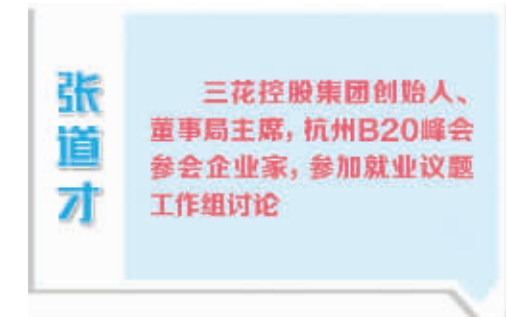 张道才
三花控股集团创始人、
董事局主席，杭州B20峰会
参会企业家，参加就业议题
工作组讨论